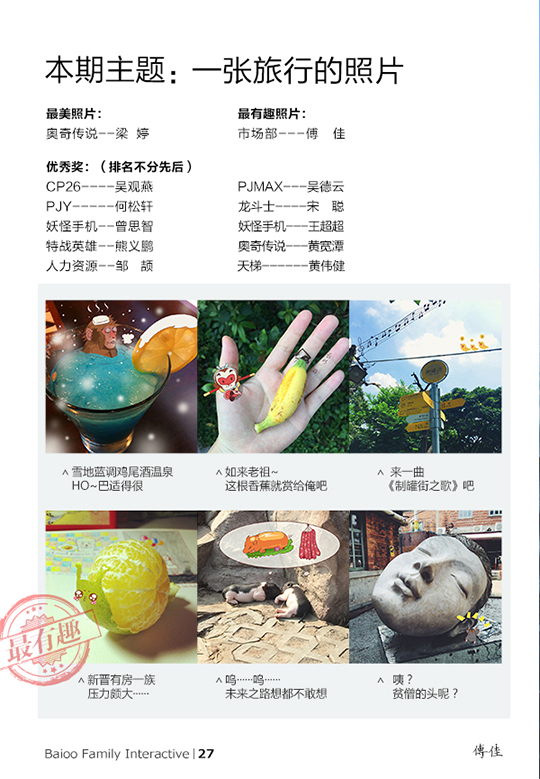 本期主题：一张旅行的照片
最美照片：
奥奇传说--梁 婷
最有趣照片：
市场部---傅 佳
优秀奖：（排名不分先后）
CP26----吴观燕
PJY-----何松轩
妖怪手机--曾思智
特战英雄--熊义鹏
人力资源--邹 颉
PJMAX---吴德云
龙斗士----宋 聪
妖怪手机---王超超
奥奇传说---黄宽潭
天梯------黄伟健
^ 雪地蓝调鸡尾酒温泉
HO~巴适得很
^ 如来老祖~
这根香蕉就赏给俺吧
^ 来一曲
《制罐街之歌》吧
最有趣
^ 新晋有房一族
压力颇大……
^ 呜……呜……
未来之路想都不敢想
^ 咦？
贫僧的头呢？
Baioo Family Interactive | 27
傅佳